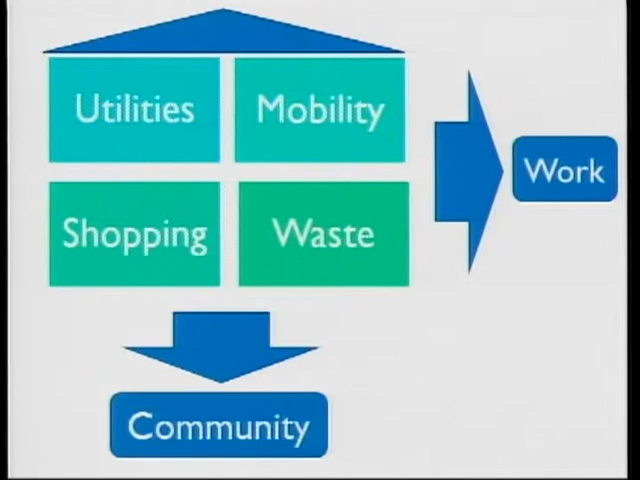 Utilities
Mobility
Work
Shopping
Waste
Community